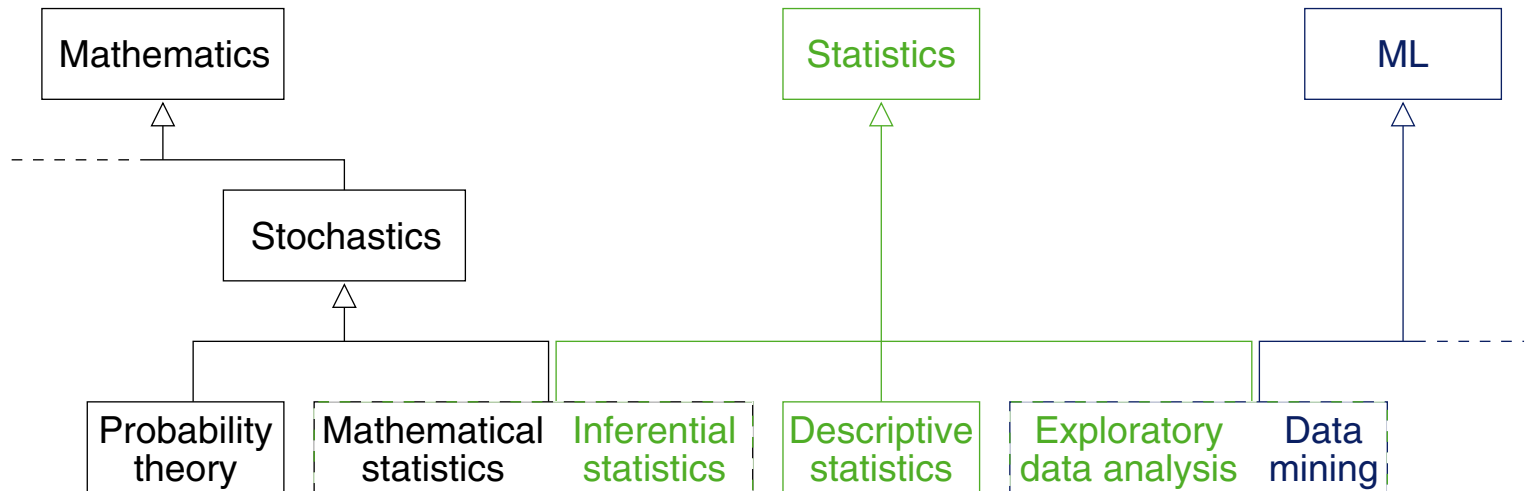 Mathematics
Statistics
ML
Stochastics
Probability
theory
Mathematical
statistics
Inferential
statistics
Descriptive
statistics
Exploratory
data analysis
Data
mining